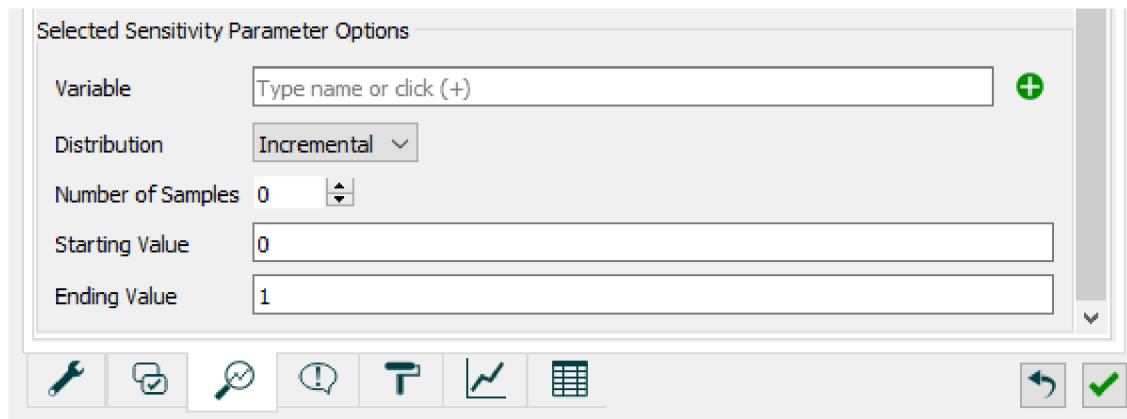 Selected Sensitivity Parameter Options
Variable Type name or click (+)
Distribution Incremental
Number of Samples 0
Starting Value 0
Ending Value 1